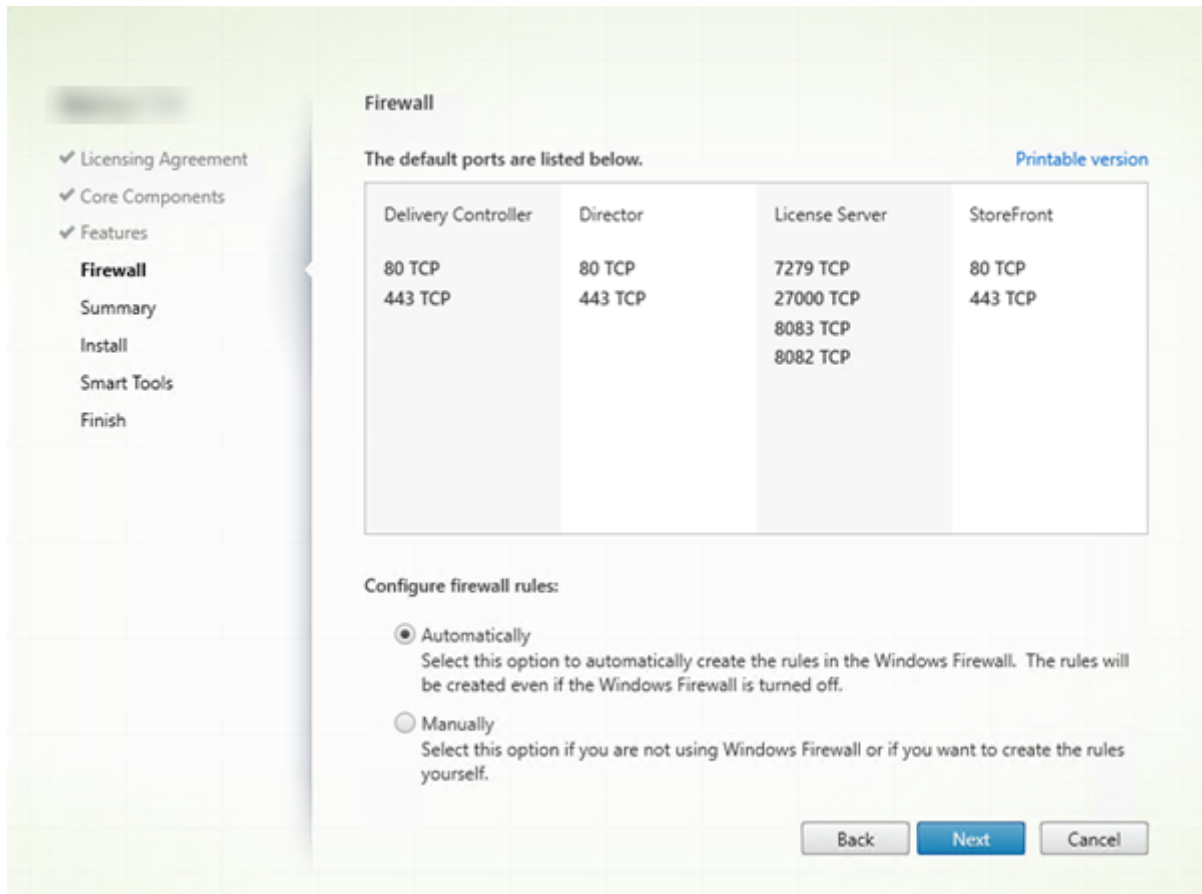 Firewall
Licensing Agreement
Core Components
Features
Firewall
Summary
Install
Smart Tools
Finish
The default ports are listed below.
Printable version
Delivery Controller
80 TCP
443 TCP
Director
80 TCP
443 TCP
License Server
7279 TCP
27000 TCP
8083 TCP
8082 TCP
StoreFront
80 TCP
443 TCP
Configure firewall rules:
Automatically
Select this option to automatically create the rules in the Windows Firewall. The rules will
be created even if the Windows Firewall is turned off.
Manually
Select this option if you are not using Windows Firewall or if you want to create the rules
yourself.
Back
Next
Cancel